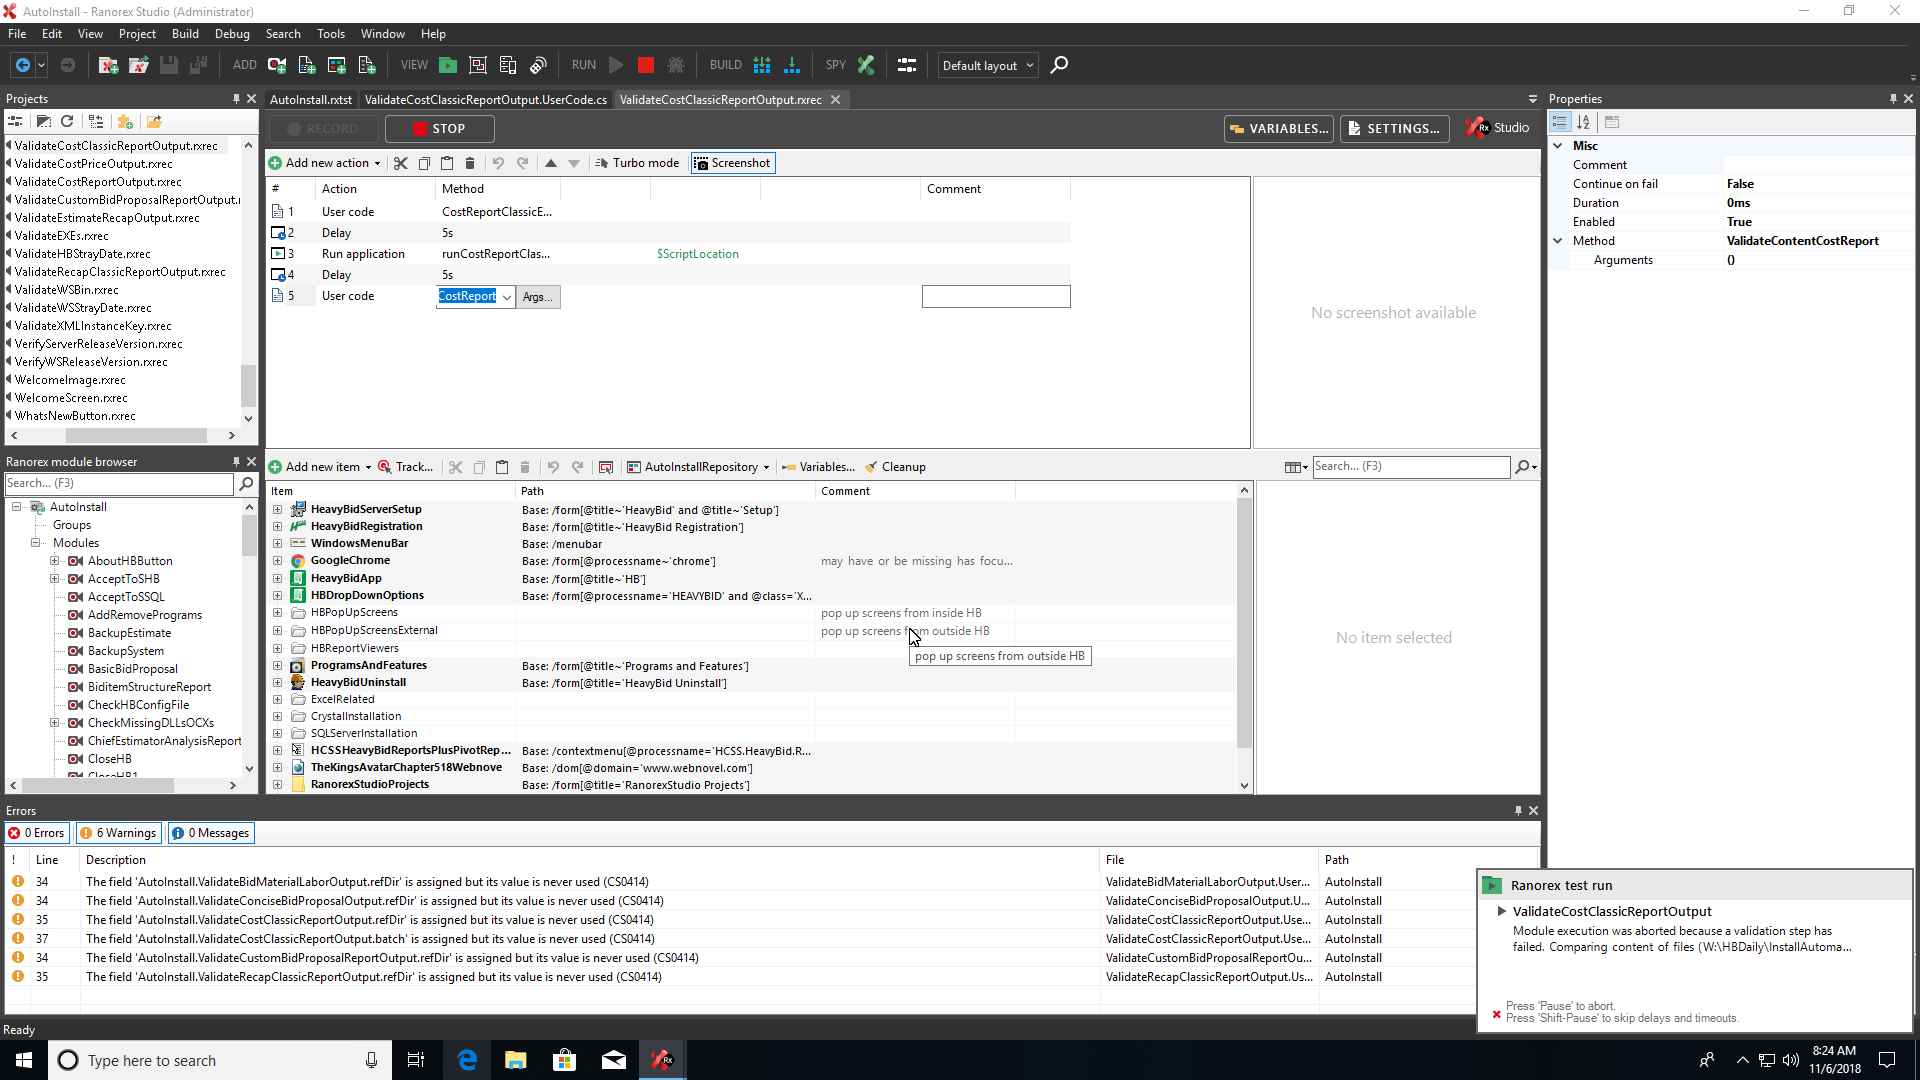 AutoInstall - Ranorex Studio (Administrator)
File Edit View Project Build Debug Search Tools Window Help
ADD VIEW RUN BUILD SPY Default layout
Projects
ValidateCostClassicReportOutput.rxrec
ValidateCostPriceOutput.rxrec
ValidateCostReportOutput.rxrec
ValidateCustomBidProposalReportOutput.r
ValidateEstimateRecapOutput.rxrec
ValidateEXEs.rxrec
ValidateHBStrayDate.rxrec
ValidateRecapClassicReportOutput.rxrec
ValidateWSBin.rxrec
ValidateWSStrayDate.rxrec
ValidateXMLInstanceKey.rxrec
VerifyServerReleaseVersion.rxrec
VerifyWSReleaseVersion.rxrec
WelcomeImage.rxrec
WelcomeScreen.rxrec
WhatsNewButton.rxrec
Ranorex module browser
Search... (F3)
AutoInstall
Groups
Modules
AboutHBButton
AcceptToSHB
AcceptToSSQL
AddRemovePrograms
BackupEstimate
BackupSystem
BasicBidProposal
BiditemStructureReport
CheckHBConfigFile
CheckMissingDLLsOCXs
ChiefEstimatorAnalysisReport
CloseHB
CloseHB1
AutoInstall.rxtst ValidateCostClassicReportOutput.UserCode.cs ValidateCostClassicReportOutput.rxrec
RECORD STOP VARIABLES... SETTINGS... Rx Studio
Add new action Turbo mode Screenshot
# Action Method Comment
1 User code CostReportClassicE...
2 Delay 5s
3 Run application runCostReportClas... $ScriptLocation
4 Delay 5s
5 User code CostReport Args...
No screenshot available
Add new item Track... AutoInstallRepository Variables... Cleanup Search... (F3)
Item Path Comment
HeavyBidServerSetup Base: /form[@title~'HeavyBid' and @title~'Setup']
HeavyBidRegistration Base: /form[@title~'HeavyBid Registration']
WindowsMenuBar Base: /menubar
GoogleChrome Base: /form[@processname~'chrome'] may have or be missing has focu...
HeavyBidApp Base: /form[@title~'HB']
HBDropDownOptions Base: /form[@processname='HEAVYBID' and @class='X...
HBPopUpScreens pop up screens from inside HB
HBPopUpScreensExternal pop up screens from outside HB
HBReportViewers
pop up screens from outside HB
ProgramsAndFeatures Base: /form[@title~'Programs and Features']
HeavyBidUninstall Base: /form[@title='HeavyBid Uninstall']
ExcelRelated
CrystalInstallation
SQLServerInstallation
HCSSHeavyBidReportsPlusPivotRep... Base: /contextmenu[@processname='HCSS.HeavyBid.R...
TheKingsAvatarChapter518Webnove Base: /dom[@domain='www.webnovel.com']
RanorexStudioProjects Base: /form[@title='RanorexStudio Projects']
No item selected
Properties
Misc
Comment
Continue on fail False
Duration 0ms
Enabled True
Method ValidateContentCostReport
Arguments ()
Errors
0 Errors 6 Warnings 0 Messages
! Line Description File Path
34 The field 'AutoInstall.ValidateBidMaterialLaborOutput.refDir' is assigned but its value is never used (CS0414) ValidateBidMaterialLaborOutput.User... AutoInstall
34 The field 'AutoInstall.ValidateConciseBidProposalOutput.refDir' is assigned but its value is never used (CS0414) ValidateConciseBidProposalOutput.U... AutoInstall
35 The field 'AutoInstall.ValidateCostClassicReportOutput.refDir' is assigned but its value is never used (CS0414) ValidateCostClassicReportOutput.Use... AutoInstall
37 The field 'AutoInstall.ValidateCostClassicReportOutput.batch' is assigned but its value is never used (CS0414) ValidateCostClassicReportOutput.Use... AutoInstall
34 The field 'AutoInstall.ValidateCustomBidProposalReportOutput.refDir' is assigned but its value is never used (CS0414) ValidateCustomBidProposalReportOu... AutoInstall
35 The field 'AutoInstall.ValidateRecapClassicReportOutput.refDir' is assigned but its value is never used (CS0414) ValidateRecapClassicReportOutput.Us... AutoInstall
Ranorex test run
ValidateCostClassicReportOutput
Module execution was aborted because a validation step has
failed. Comparing content of files (W:\HBDaily\InstallAutoma...
Press 'Pause' to abort.
Press 'Shift-Pause' to skip delays and timeouts.
Ready
Type here to search
8:24 AM
11/6/2018